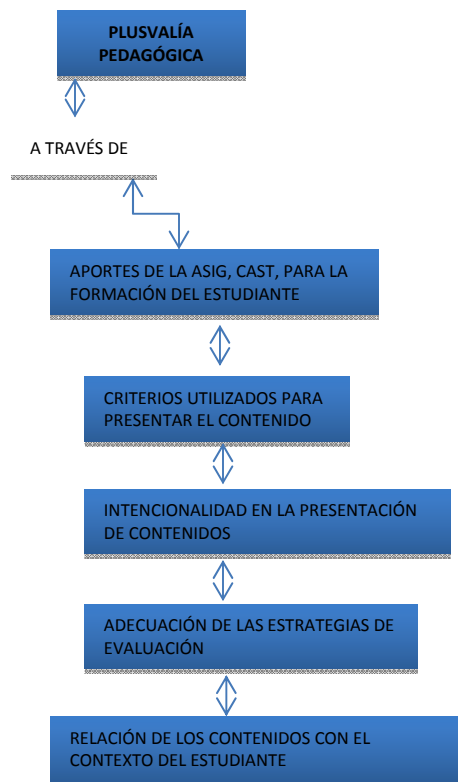 PLUSVALÍA
PEDAGÓGICA
A TRAVÉS DE
APORTES DE LA ASIG, CAST, PARA LA
FORMACIÓN DEL ESTUDIANTE
CRITERIOS UTILIZADOS PARA
PRESENTAR EL CONTENIDO
INTENCIONALIDAD EN LA PRESENTACIÓN
DE CONTENIDOS
ADECUACIÓN DE LAS ESTRATEGIAS DE
EVALUACIÓN
RELACIÓN DE LOS CONTENIDOS CON EL
CONTEXTO DEL ESTUDIANTE